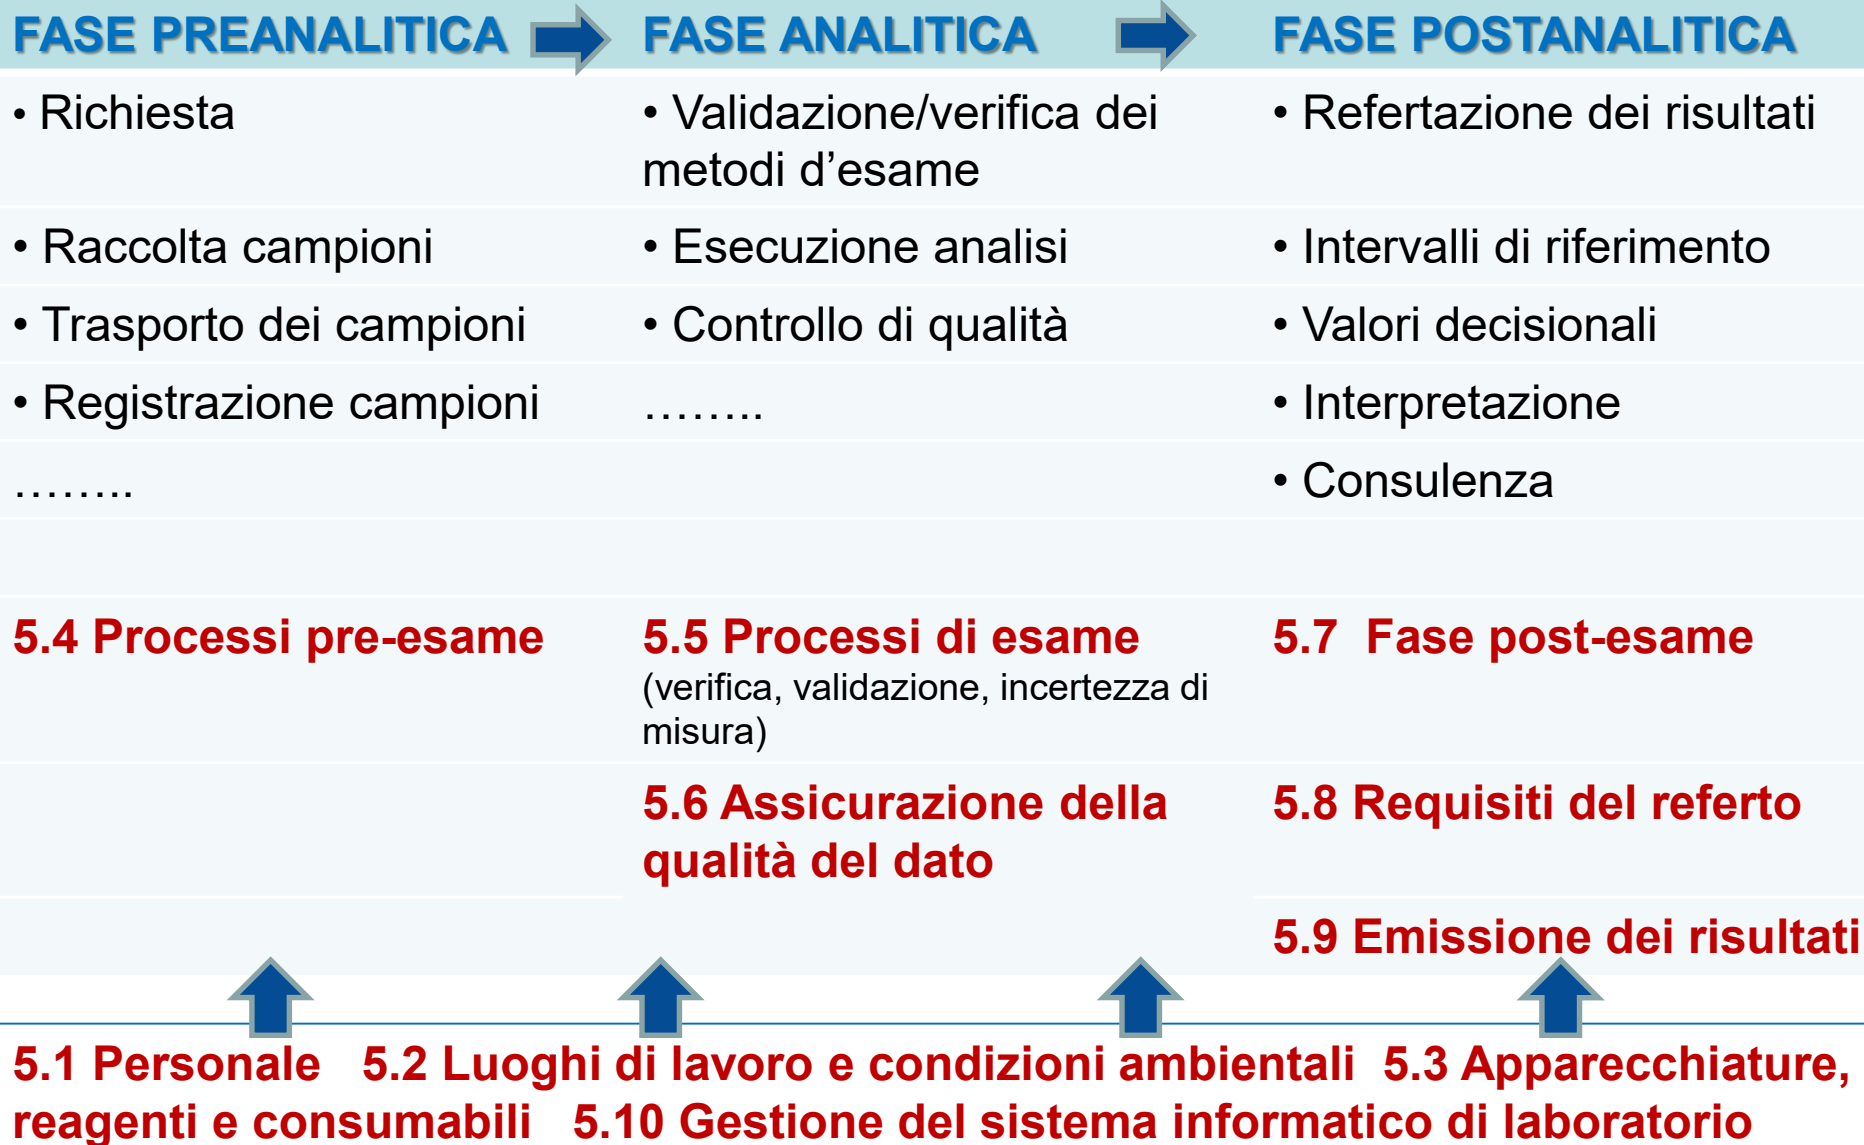 FASE PREANALITICA FASE ANALITICA FASE POSTANALITICA
• Richiesta
• Validazione/verifica dei
metodi d’esame
• Refertazione dei risultati
• Raccolta campioni
• Esecuzione analisi
• Intervalli di riferimento
• Trasporto dei campioni
• Controllo di qualità
• Valori decisionali
• Registrazione campioni
……..
• Interpretazione
……..
• Consulenza
5.4 Processi pre-esame
5.5 Processi di esame
(verifica, validazione, incertezza di
misura)
5.7 Fase post-esame
5.6 Assicurazione della
qualità del dato
5.8 Requisiti del referto
5.9 Emissione dei risultati
5.1 Personale 5.2 Luoghi di lavoro e condizioni ambientali 5.3 Apparecchiature,
reagenti e consumabili 5.10 Gestione del sistema informatico di laboratorio